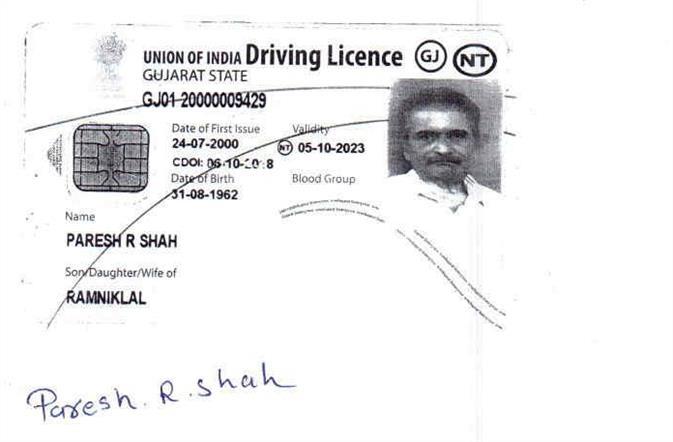 UNION OF INDIA Driving Licence GJ NT
GUJARAT STATE
GJ01 20000009429
Date of First Issue Validity
24-07-2000 NT 05-10-2023
CDOI: 06-10-2018
Date of Birth Blood Group
31-08-1962
Name
PARESH R SHAH
Son/Daughter/Wife of
RAMNIKLAL
Paresh. R. Shah